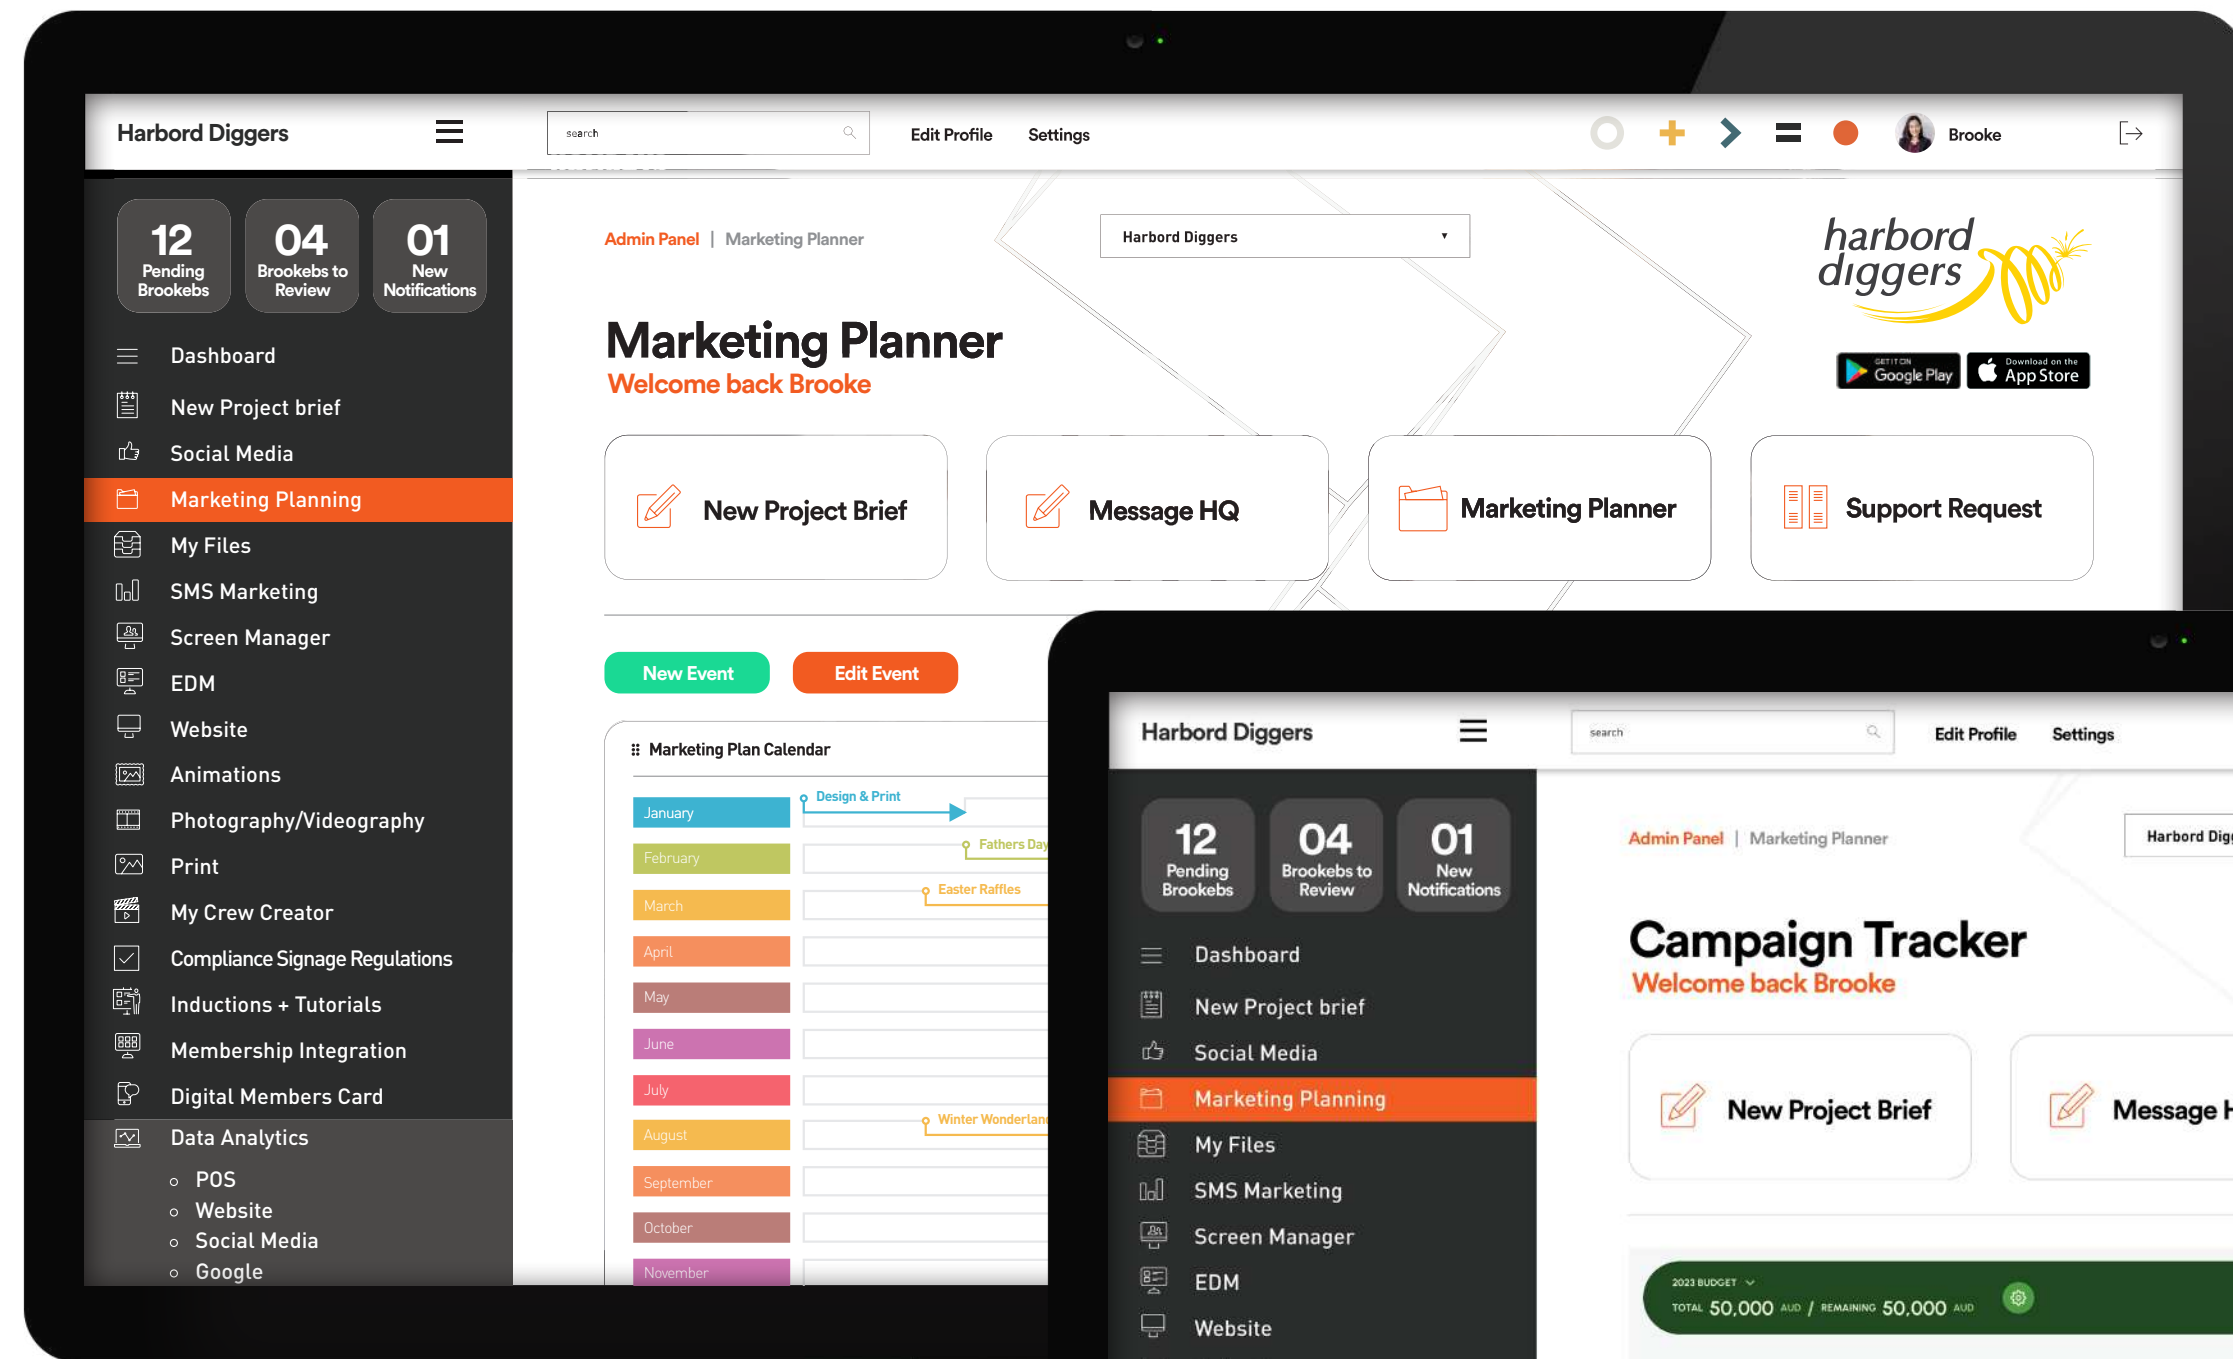 Harbord Diggers
search
Edit Profile
Settings
Brooke
12
Pending
Brookebs
04
Brookebs to
Review
01
New
Notifications
Dashboard
New Project brief
Social Media
Marketing Planning
My Files
SMS Marketing
Screen Manager
EDM
Website
Animations
Photography/Videography
Print
My Crew Creator
Compliance Signage Regulations
Inductions + Tutorials
Membership Integration
Digital Members Card
Data Analytics
POS
Website
Social Media
Google
Admin Panel | Marketing Planner
Harbord Diggers
harbord
diggers
Marketing Planner
Welcome back Brooke
GET IT ON
Google Play
Download on the
App Store
New Project Brief
Message HQ
Marketing Planner
Support Request
New Event
Edit Event
Marketing Plan Calendar
January
Design & Print
February
Fathers Day
March
Easter Raffles
April
May
June
July
August
Winter Wonderlan
September
October
November
Harbord Diggers
search
Edit Profile
Settings
12
Pending
Brookebs
04
Brookebs to
Review
01
New
Notifications
Dashboard
New Project brief
Social Media
Marketing Planning
My Files
SMS Marketing
Screen Manager
EDM
Website
Admin Panel | Marketing Planner
Harbord Dig
Campaign Tracker
Welcome back Brooke
New Project Brief
Message H
2023 BUDGET
TOTAL 50,000 AUD / REMAINING 50,000 AUD